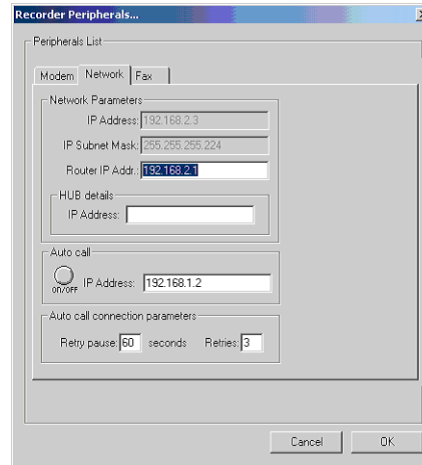 Recorder Peripherals...
Peripherals List
Modem Network Fax
Network Parameters
IP Address: 192.168.2.3
IP Subnet Mask: 255.255.255.224
Router IP Addr.: 192.168.2.1
HUB details
IP Address:
Auto call
ON/OFF IP Address: 192.168.1.2
Auto call connection parameters
Retry pause: 60 seconds Retries: 3
Cancel OK